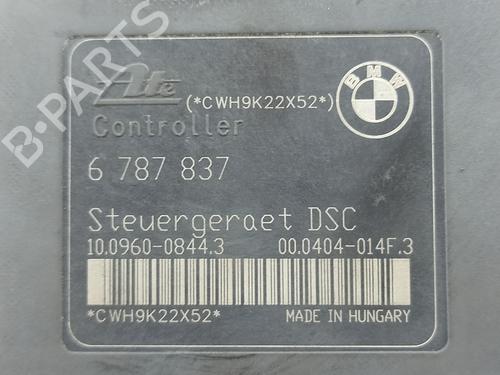 B-PARTS
Ate
(*CWH9K22X52*)
BMW
Controller
6 787 837
Steuergeraet DSC
10.0960-0844.3 00.0404-014F.3
*CWH9K22X52*
MADE IN HUNGARY